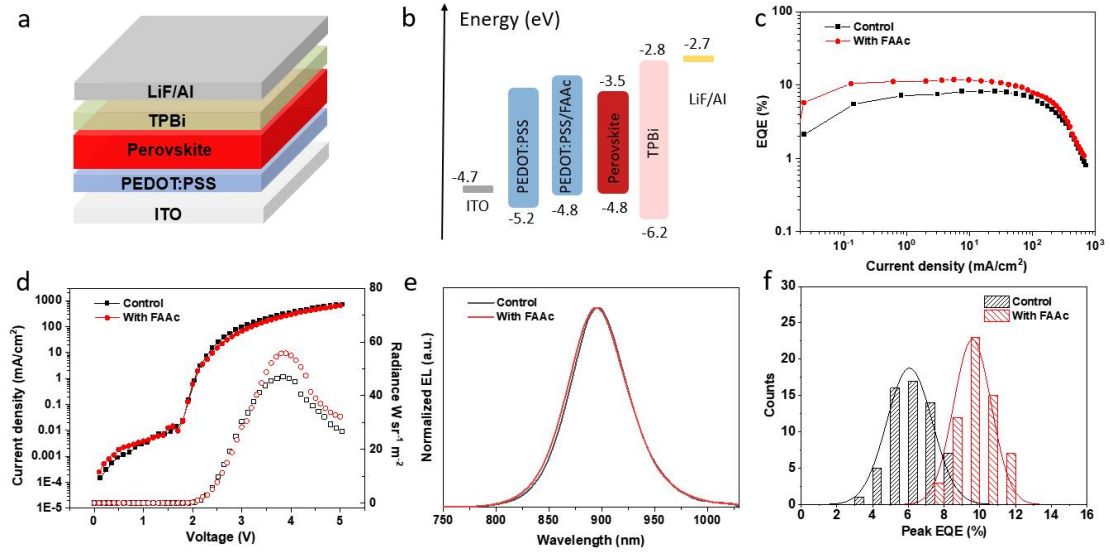 a
LiF/Al
TPBi
Perovskite
PEDOT:PSS
ITO
b
Energy (eV)
-4.7
ITO
PEDOT:PSS
-5.2
PEDOT:PSS/FAAc
-4.8
-3.5
Perovskite
-4.8
-2.8
TPBi
-6.2
-2.7
LiF/Al
c
Control
With FAAc
100
10
1
0.1
EQE (%)
10⁻¹ 10⁰ 10¹ 10² 10³
Current density (mA/cm²)
d
Control
With FAAc
1000
100
10
1
0.1
0.01
0.001
1E-4
1E-5
Current density (mA/cm²)
0 1 2 3 4 5
Voltage (V)
80
60
40
20
0
Radiance W sr⁻¹ m⁻²
e
Control
With FAAc
Normalized EL (a.u.)
750 800 850 900 950 1000
Wavelength (nm)
f
Control
With FAAc
30
25
20
15
10
5
0
Counts
0 2 4 6 8 10 12 14 16
Peak EQE (%)